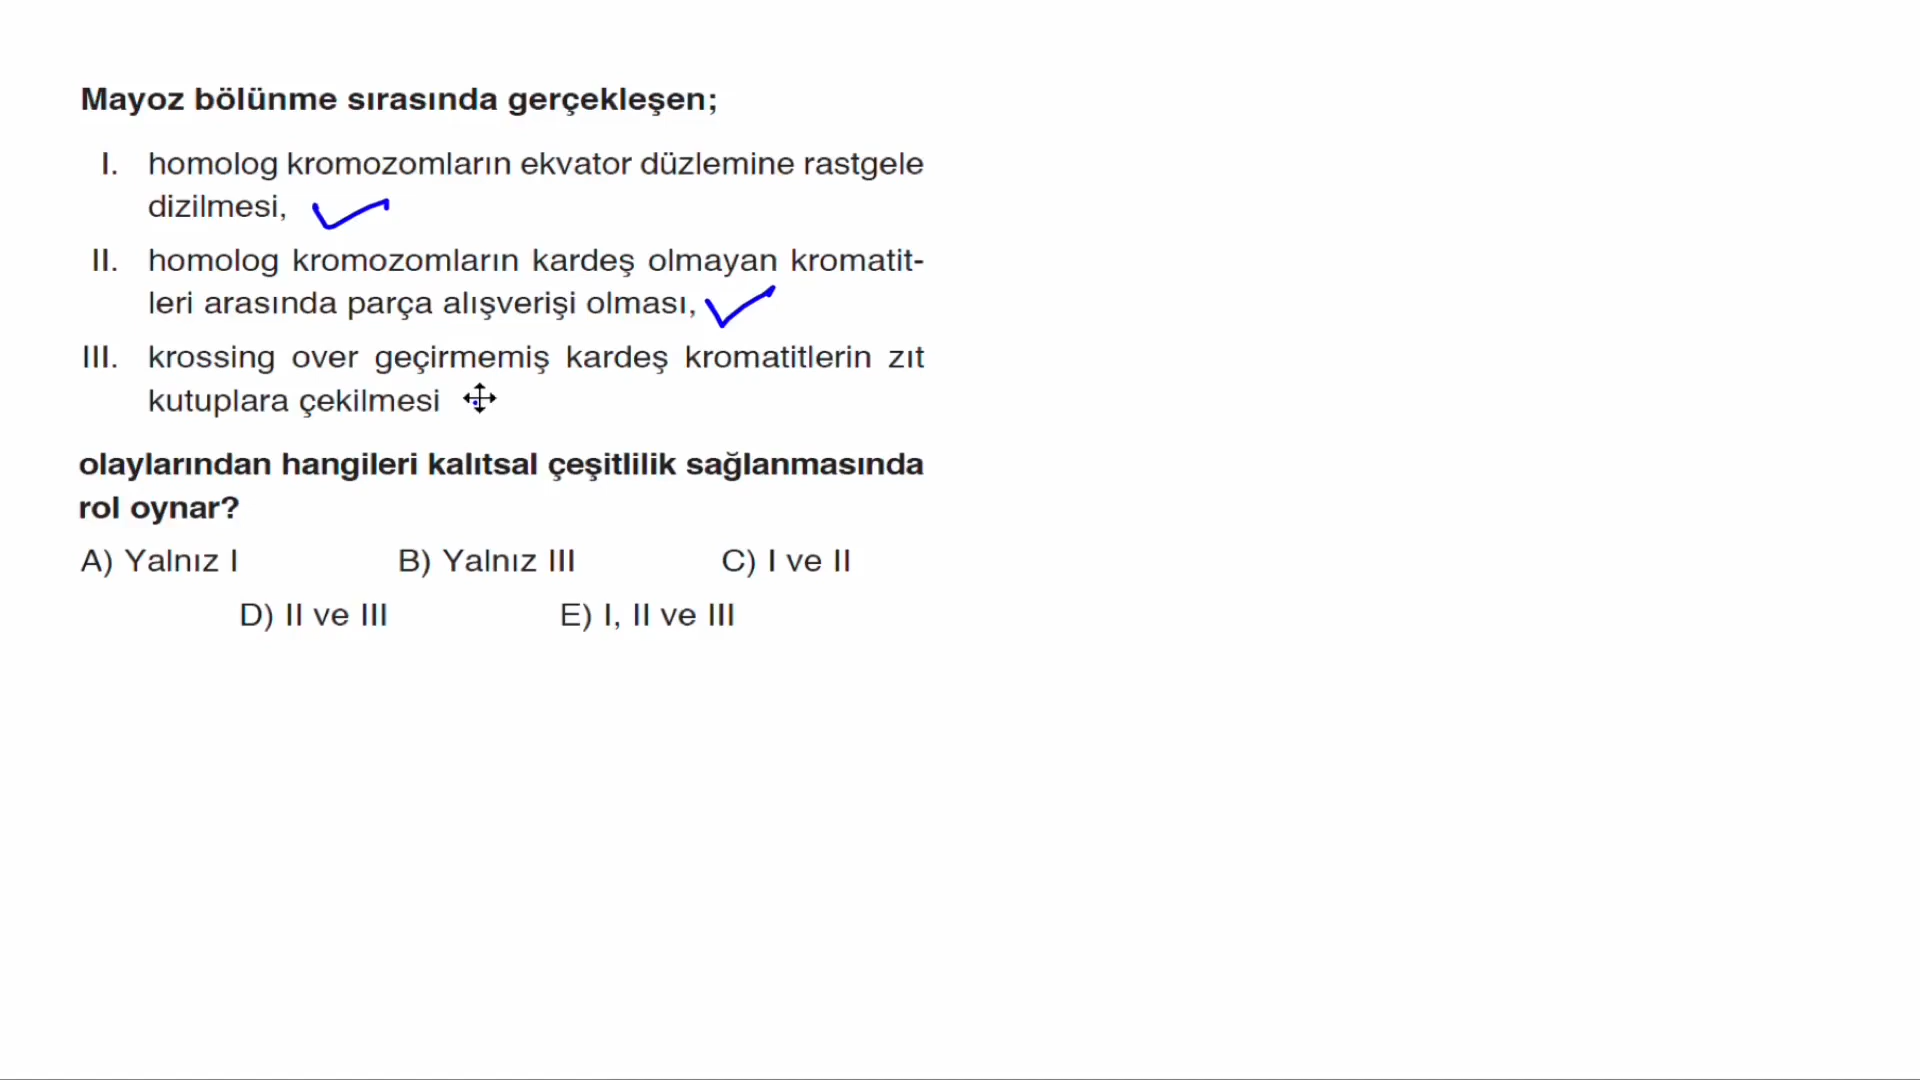 Mayoz bölünme sırasında gerçekleşen;
I. homolog kromozomların ekvator düzlemine rastgele
dizilmesi,
II. homolog kromozomların kardeş olmayan kromatit-
leri arasında parça alışverişi olması,
III. krossing over geçirmemiş kardeş kromatitlerin zıt
kutuplara çekilmesi
olaylarından hangileri kalıtsal çeşitlilik sağlanmasında
rol oynar?
A) Yalnız I B) Yalnız III C) I ve II
D) II ve III E) I, II ve III